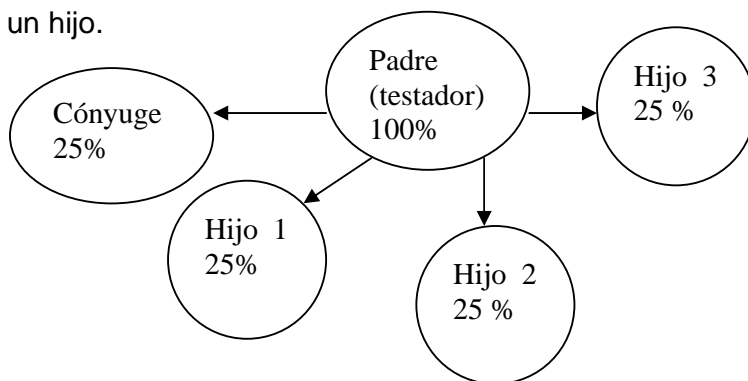 un hijo.
Padre
(testador)
100%
Cónyuge
25%
Hijo  1
25%
Hijo  2
25 %
Hijo  3
25 %